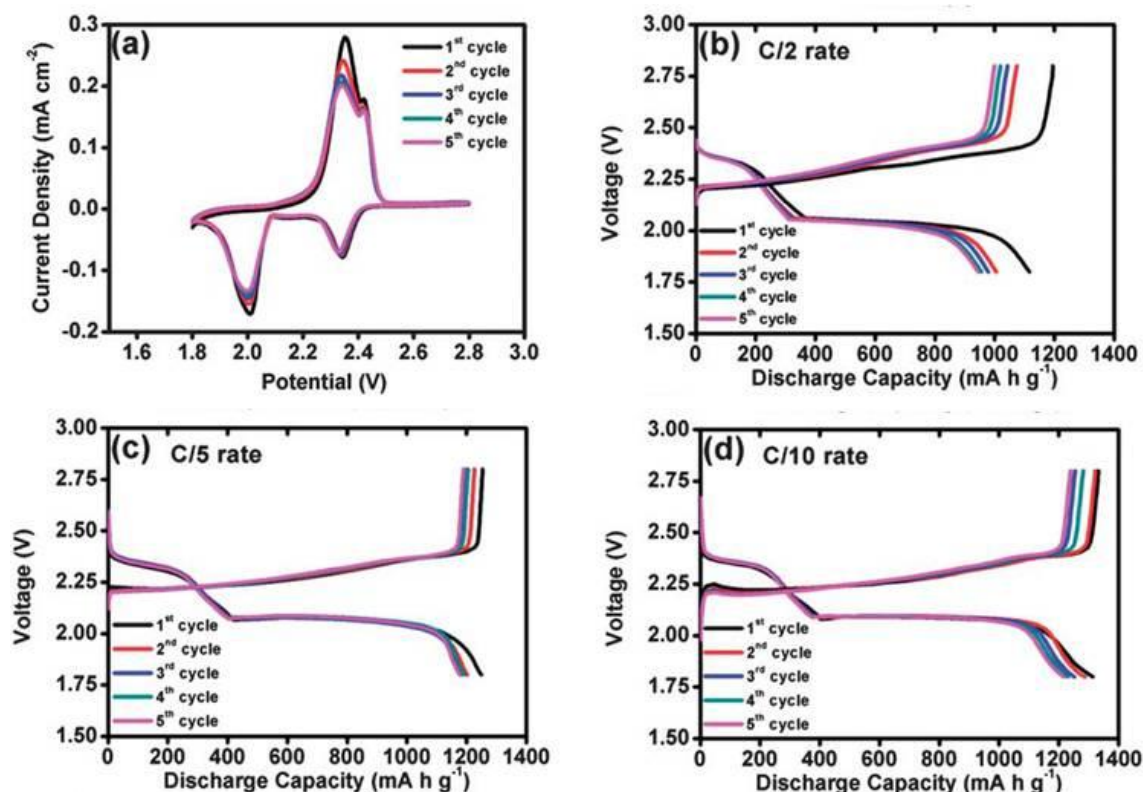 (a)
0.3
0.2
0.1
0.0
-0.1
-0.2
Current Density (mA cm-2)
1st cycle
2nd cycle
3rd cycle
4th cycle
5th cycle
1.6 1.8 2.0 2.2 2.4 2.6 2.8 3.0
Potential (V)
(b) C/2 rate
3.00
2.75
2.50
2.25
2.00
1.75
1.50
Voltage (V)
1st cycle
2nd cycle
3rd cycle
4th cycle
5th cycle
0 200 400 600 800 1000 1200 1400
Discharge Capacity (mA h g-1)
(c) C/5 rate
3.00
2.75
2.50
2.25
2.00
1.75
1.50
Voltage (V)
1st cycle
2nd cycle
3rd cycle
4th cycle
5th cycle
0 200 400 600 800 1000 1200 1400
Discharge Capacity (mA h g-1)
(d) C/10 rate
3.00
2.75
2.50
2.25
2.00
1.75
1.50
Voltage (V)
1st cycle
2nd cycle
3rd cycle
4th cycle
5th cycle
0 200 400 600 800 1000 1200 1400
Discharge Capacity (mA h g-1)